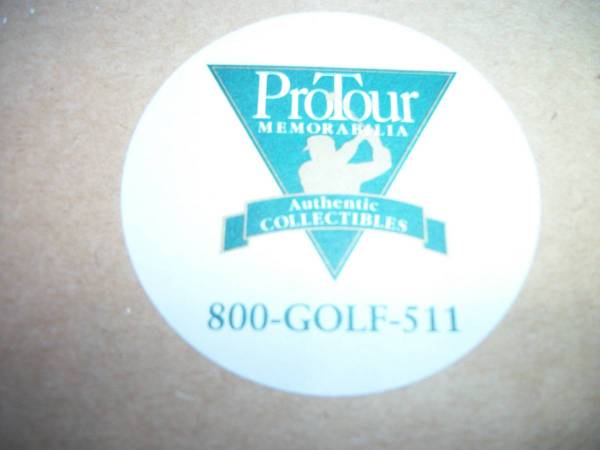 ProTour
MEMORABILIA
Authentic
COLLECTIBLES
800-GOLF-511